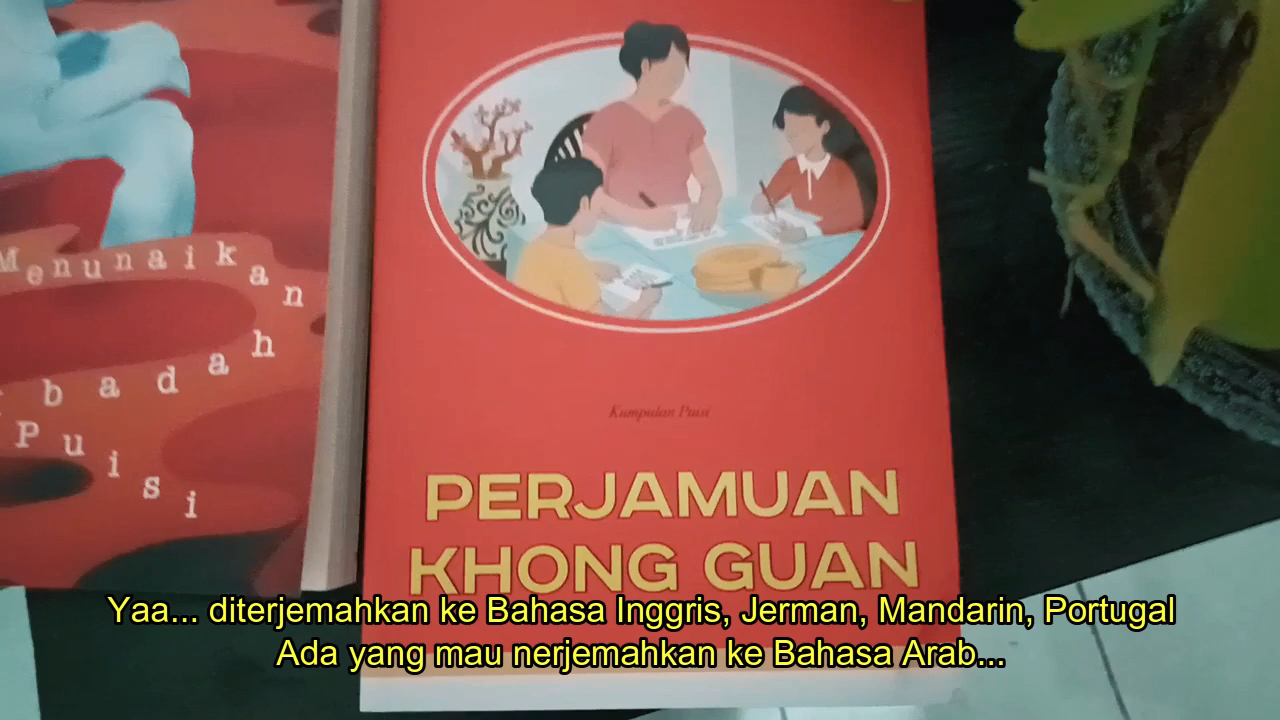 Menunaikan
badah
Puisi
Kumpulan Puisi
PERJAMUAN
KHONG GUAN
Yaa... diterjemahkan ke Bahasa Inggris, Jerman, Mandarin, Portugal
Ada yang mau nerjemahkan ke Bahasa Arab...